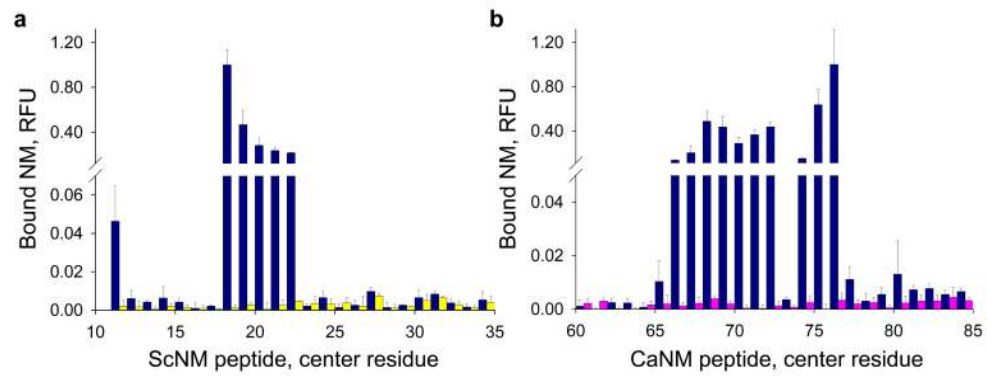 a
1.20
0.80
0.40
0.06
0.04
0.02
0.00
Bound NM, RFU
10 15 20 25 30 35
ScNM peptide, center residue
b
1.20
0.80
0.40
0.04
0.02
0.00
Bound NM, RFU
60 65 70 75 80 85
CaNM peptide, center residue